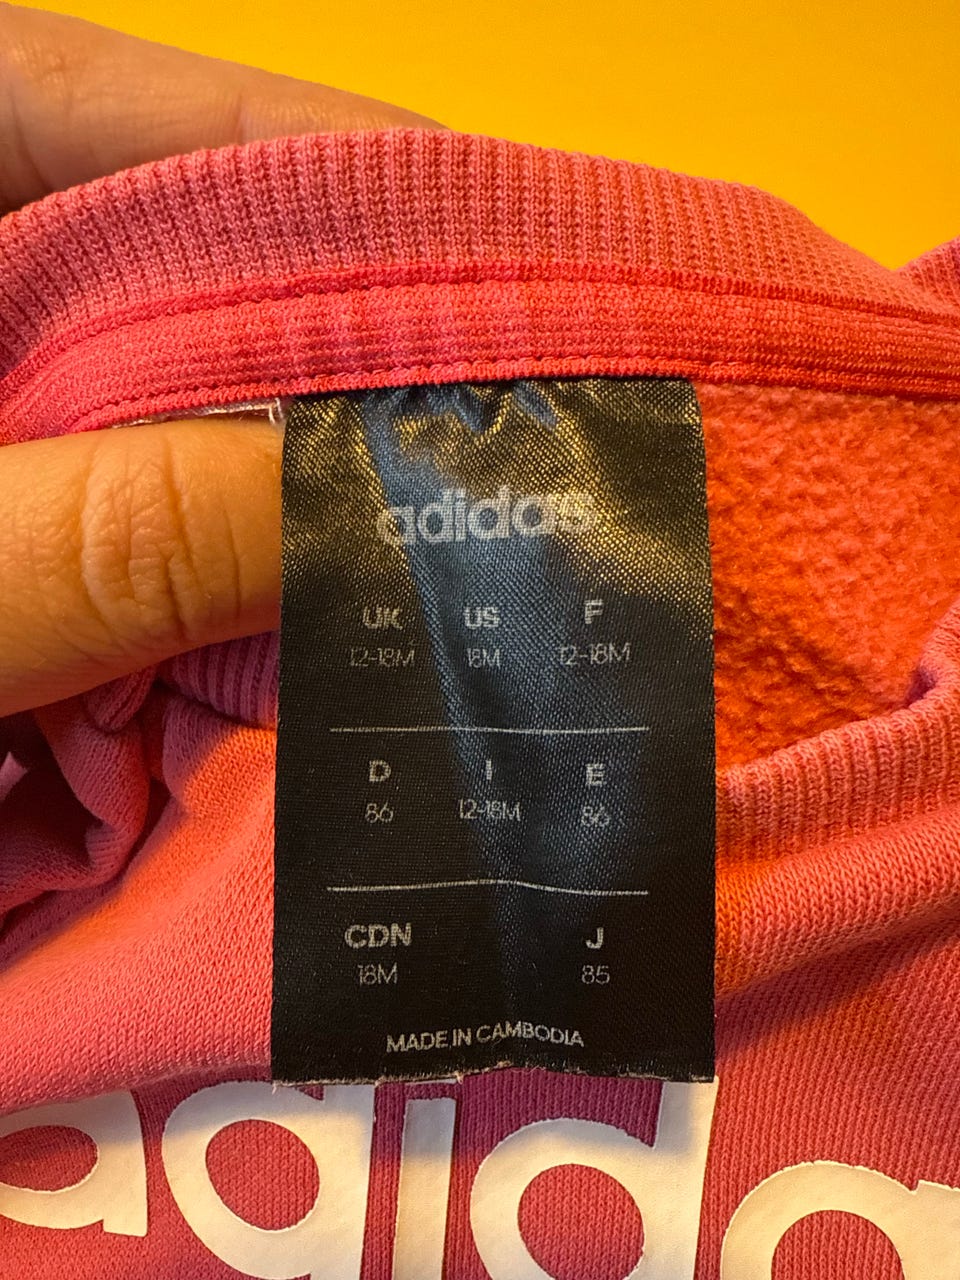 adidas
UK US F
12-18M 18M 12-18M
D I E
86 12-18M 86
CDN J
18M 85
MADE IN CAMBODIA
adida